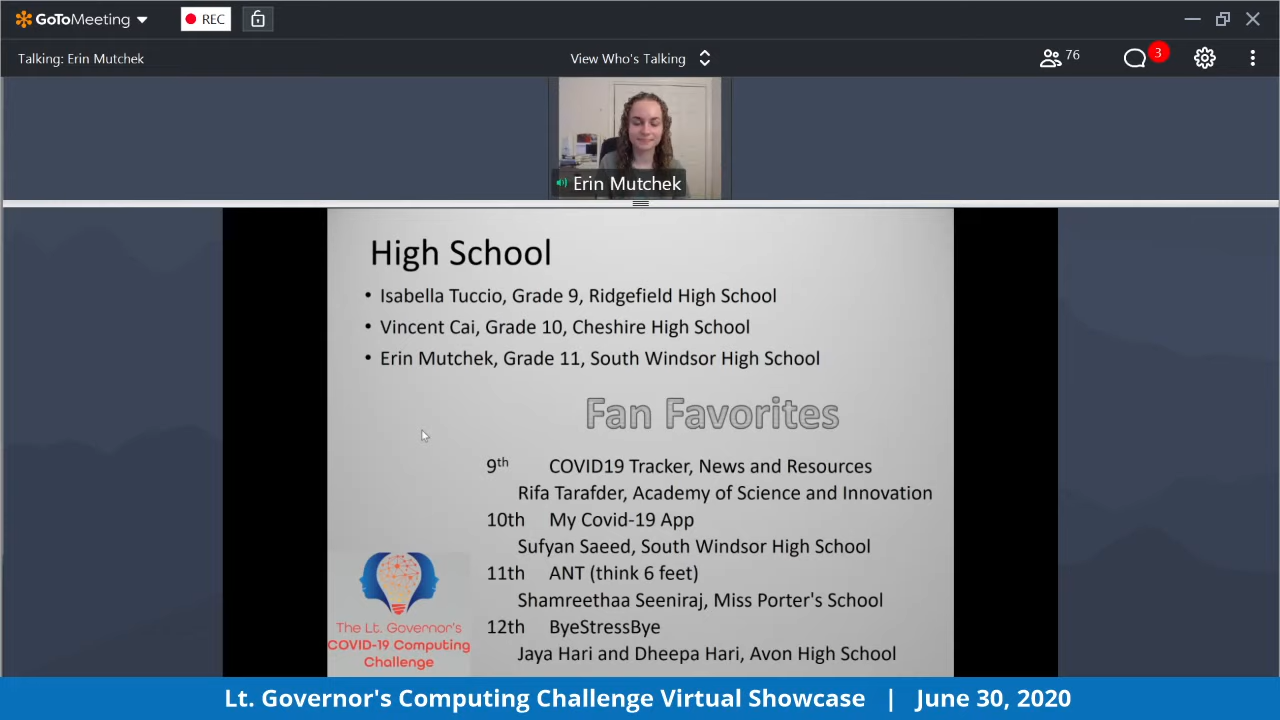 GoToMeeting
REC
Talking: Erin Mutchek
View Who's Talking
76
3
Erin Mutchek
High School
• Isabella Tuccio, Grade 9, Ridgefield High School
• Vincent Cai, Grade 10, Cheshire High School
• Erin Mutchek, Grade 11, South Windsor High School
Fan Favorites
9th COVID19 Tracker, News and Resources
Rifa Tarafder, Academy of Science and Innovation
10th My Covid-19 App
Sufyan Saeed, South Windsor High School
11th ANT (think 6 feet)
Shamreethaa Seeniraj, Miss Porter's School
12th ByeStressBye
Jaya Hari and Dheepa Hari, Avon High School
The Lt. Governor's
COVID-19 Computing
Challenge
Lt. Governor's Computing Challenge Virtual Showcase | June 30, 2020